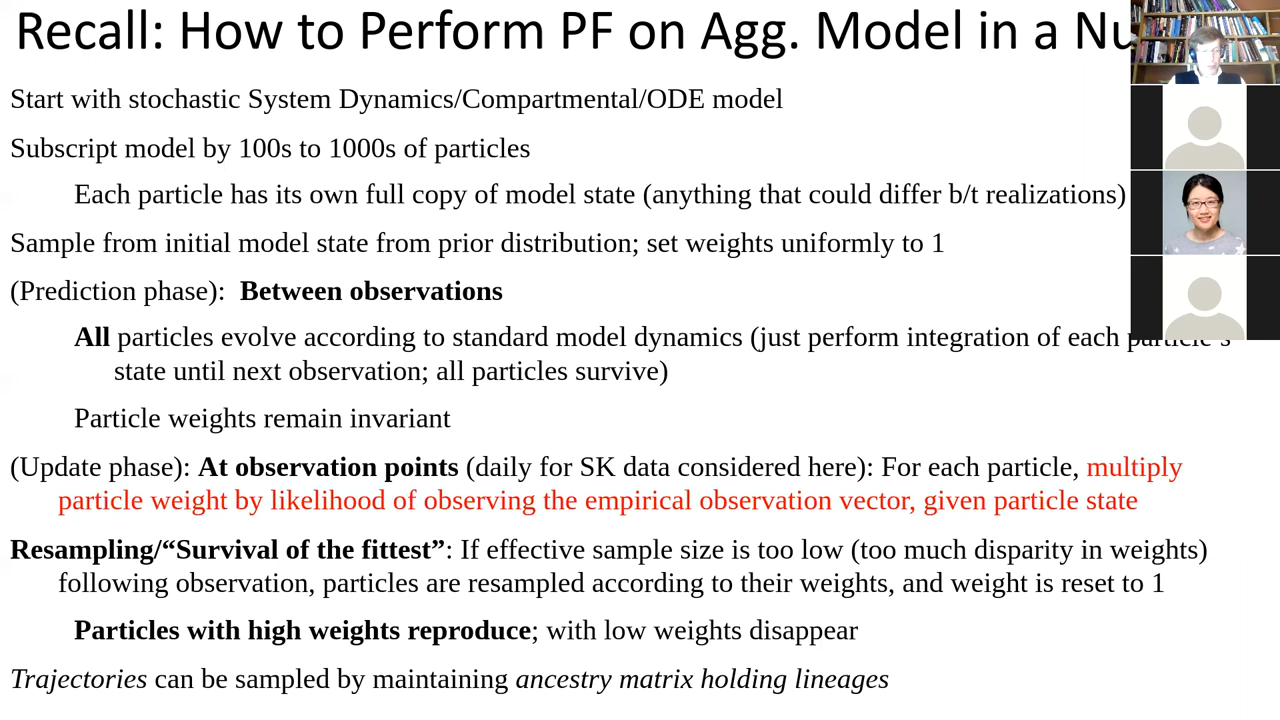 Recall: How to Perform PF on Agg. Model in a
Start with stochastic System Dynamics/Compartmental/ODE model
Subscript model by 100s to 1000s of particles
Each particle has its own full copy of model state (anything that could differ b/t realizations)
Sample from initial model state from prior distribution; set weights uniformly to 1
(Prediction phase): Between observations
All particles evolve according to standard model dynamics (just perform integration of each particle's
state until next observation; all particles survive)
Particle weights remain invariant
(Update phase): At observation points (daily for SK data considered here): For each particle, multiply
particle weight by likelihood of observing the empirical observation vector, given particle state
Resampling/“Survival of the fittest”: If effective sample size is too low (too much disparity in weights)
following observation, particles are resampled according to their weights, and weight is reset to 1
Particles with high weights reproduce; with low weights disappear
Trajectories can be sampled by maintaining ancestry matrix holding lineages